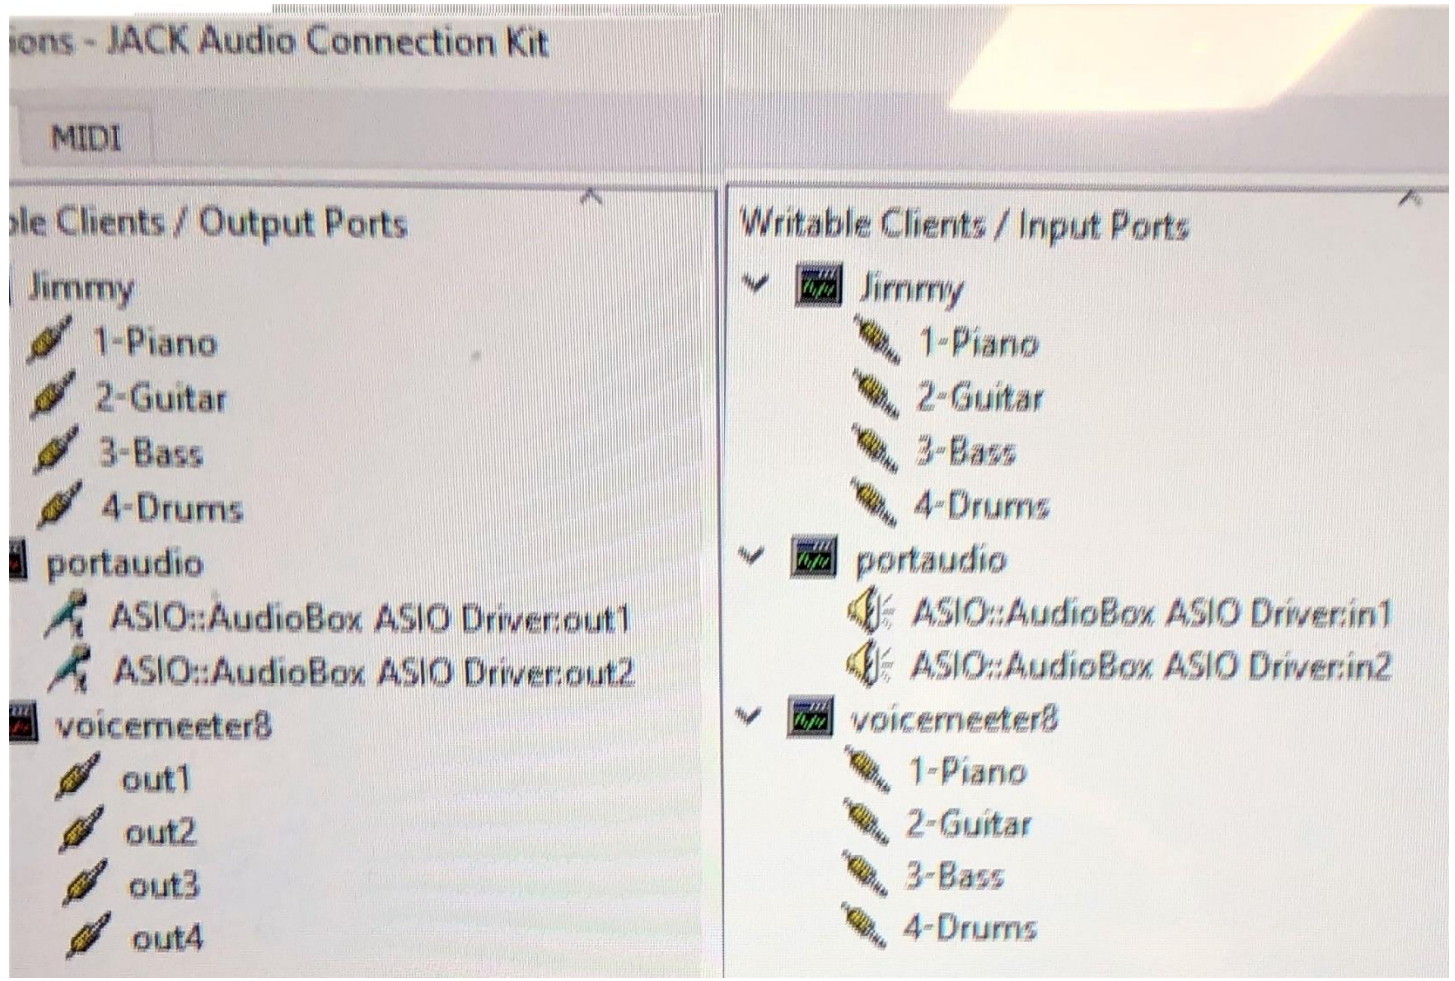 ions - JACK Audio Connection Kit
MIDI
ble Clients / Output Ports
Jimmy
1-Piano
2-Guitar
3-Bass
4-Drums
portaudio
ASIO::AudioBox ASIO Driver:out1
ASIO::AudioBox ASIO Driver:out2
voicemeeter8
out1
out2
out3
out4
Writable Clients / Input Ports
Jimmy
1-Piano
2-Guitar
3-Bass
4-Drums
portaudio
ASIO::AudioBox ASIO Driver:in1
ASIO::AudioBox ASIO Driver:in2
voicemeeter8
1-Piano
2-Guitar
3-Bass
4-Drums